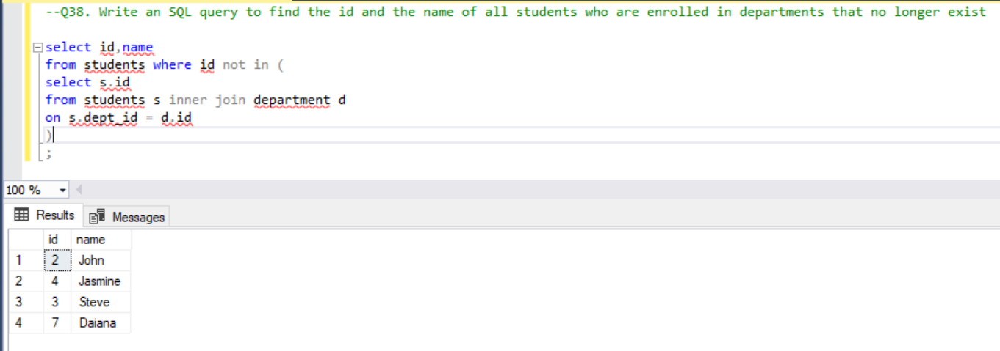 --Q38. Write an SQL query to find the id and the name of all students who are enrolled in departments that no longer exist
select id,name
from students where id not in (
select s.id
from students s inner join department d
on s.dept_id = d.id
)
;
100 %
Results Messages
id name
1 2 John
2 4 Jasmine
3 3 Steve
4 7 Daiana